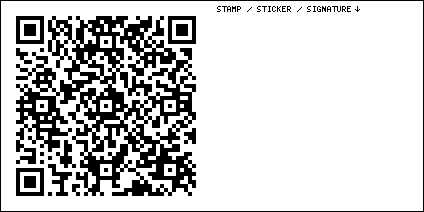 STAMP / STICKER / SIGNATURE ↓